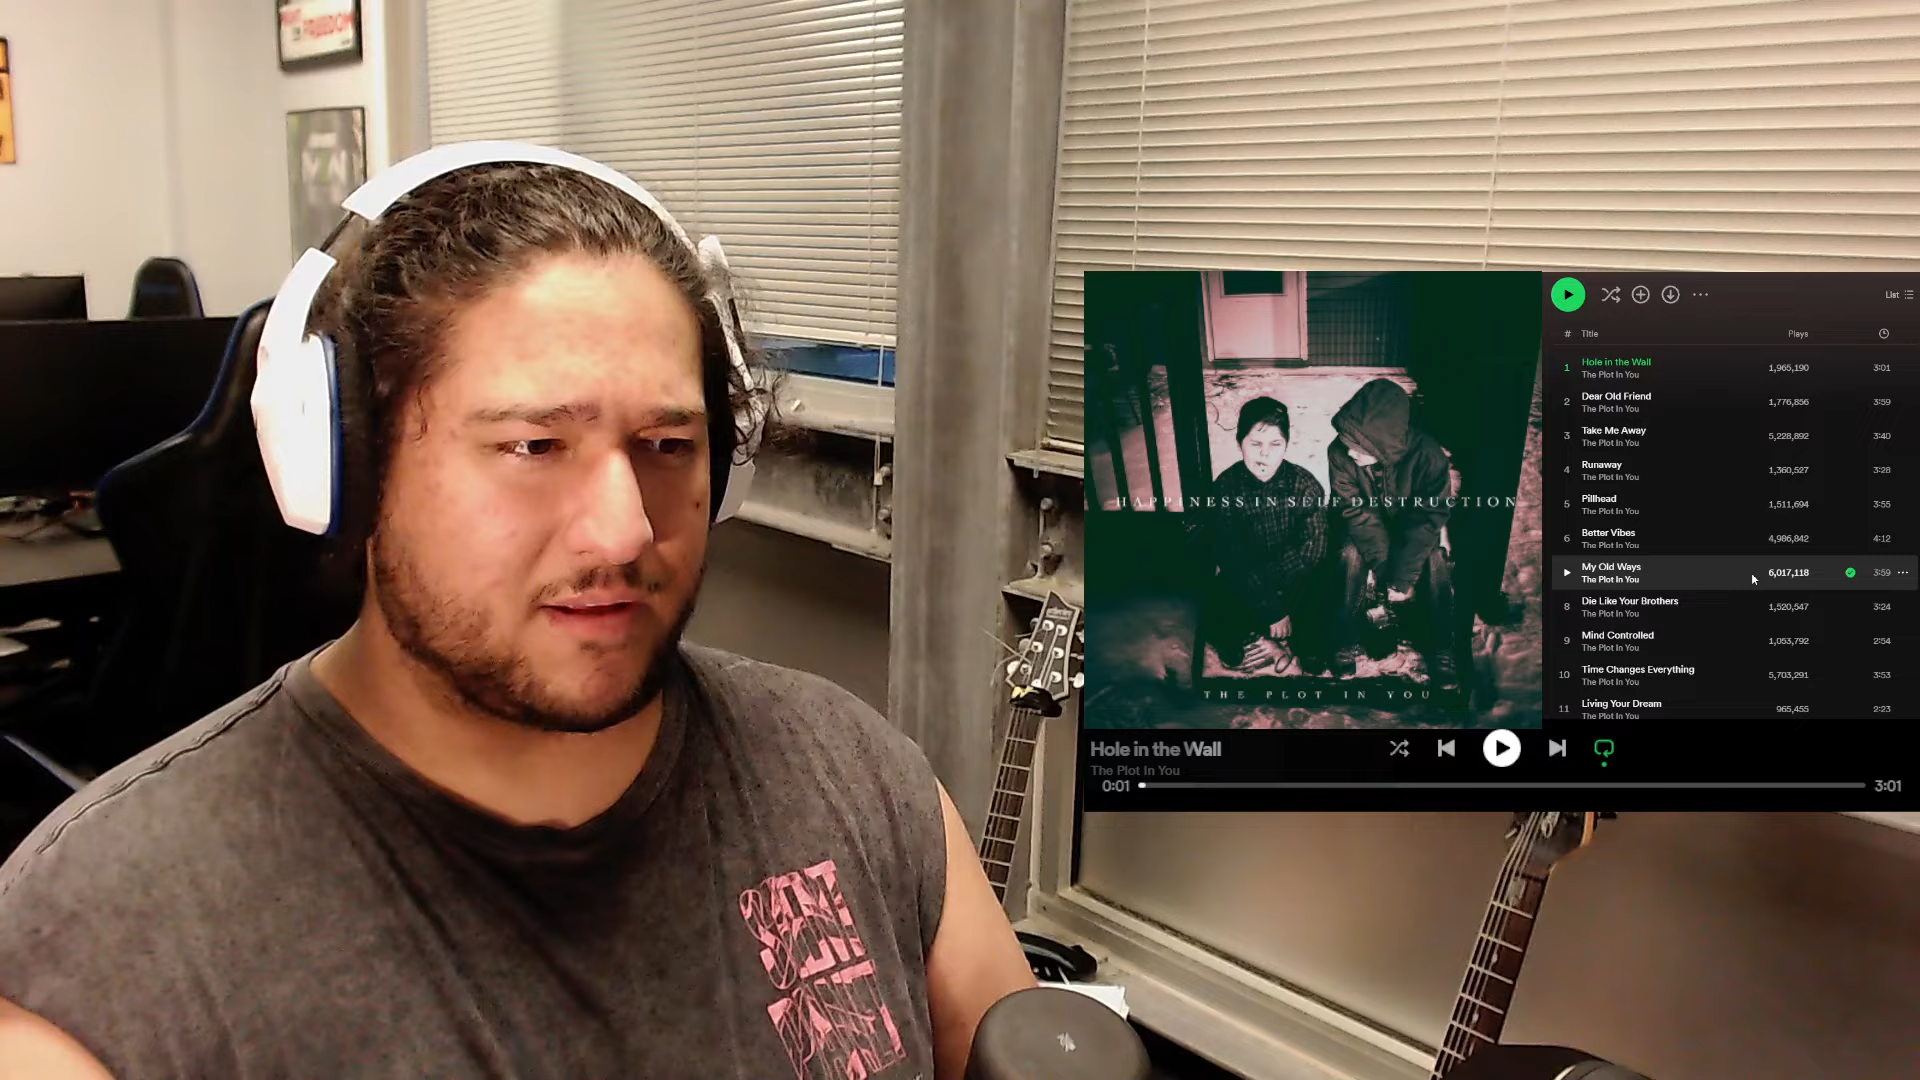 FREEDOM
HAPPINESS IN SELF DESTRUCTION
THE PLOT IN YOU
List
# Title Plays
1 Hole in the Wall 1,965,190 3:01
The Plot In You
2 Dear Old Friend 1,776,856 3:59
The Plot In You
3 Take Me Away 5,228,892 3:40
The Plot In You
4 Runaway 1,360,527 3:28
The Plot In You
5 Pillhead 1,511,694 3:55
The Plot In You
6 Better Vibes 4,986,842 4:12
The Plot In You
My Old Ways 6,017,118 3:59
The Plot In You
8 Die Like Your Brothers 1,520,547 3:24
The Plot In You
9 Mind Controlled 1,053,792 2:54
The Plot In You
10 Time Changes Everything 5,703,291 3:53
The Plot In You
11 Living Your Dream 965,455 2:23
The Plot In You
Hole in the Wall
The Plot In You
0:01 3:01